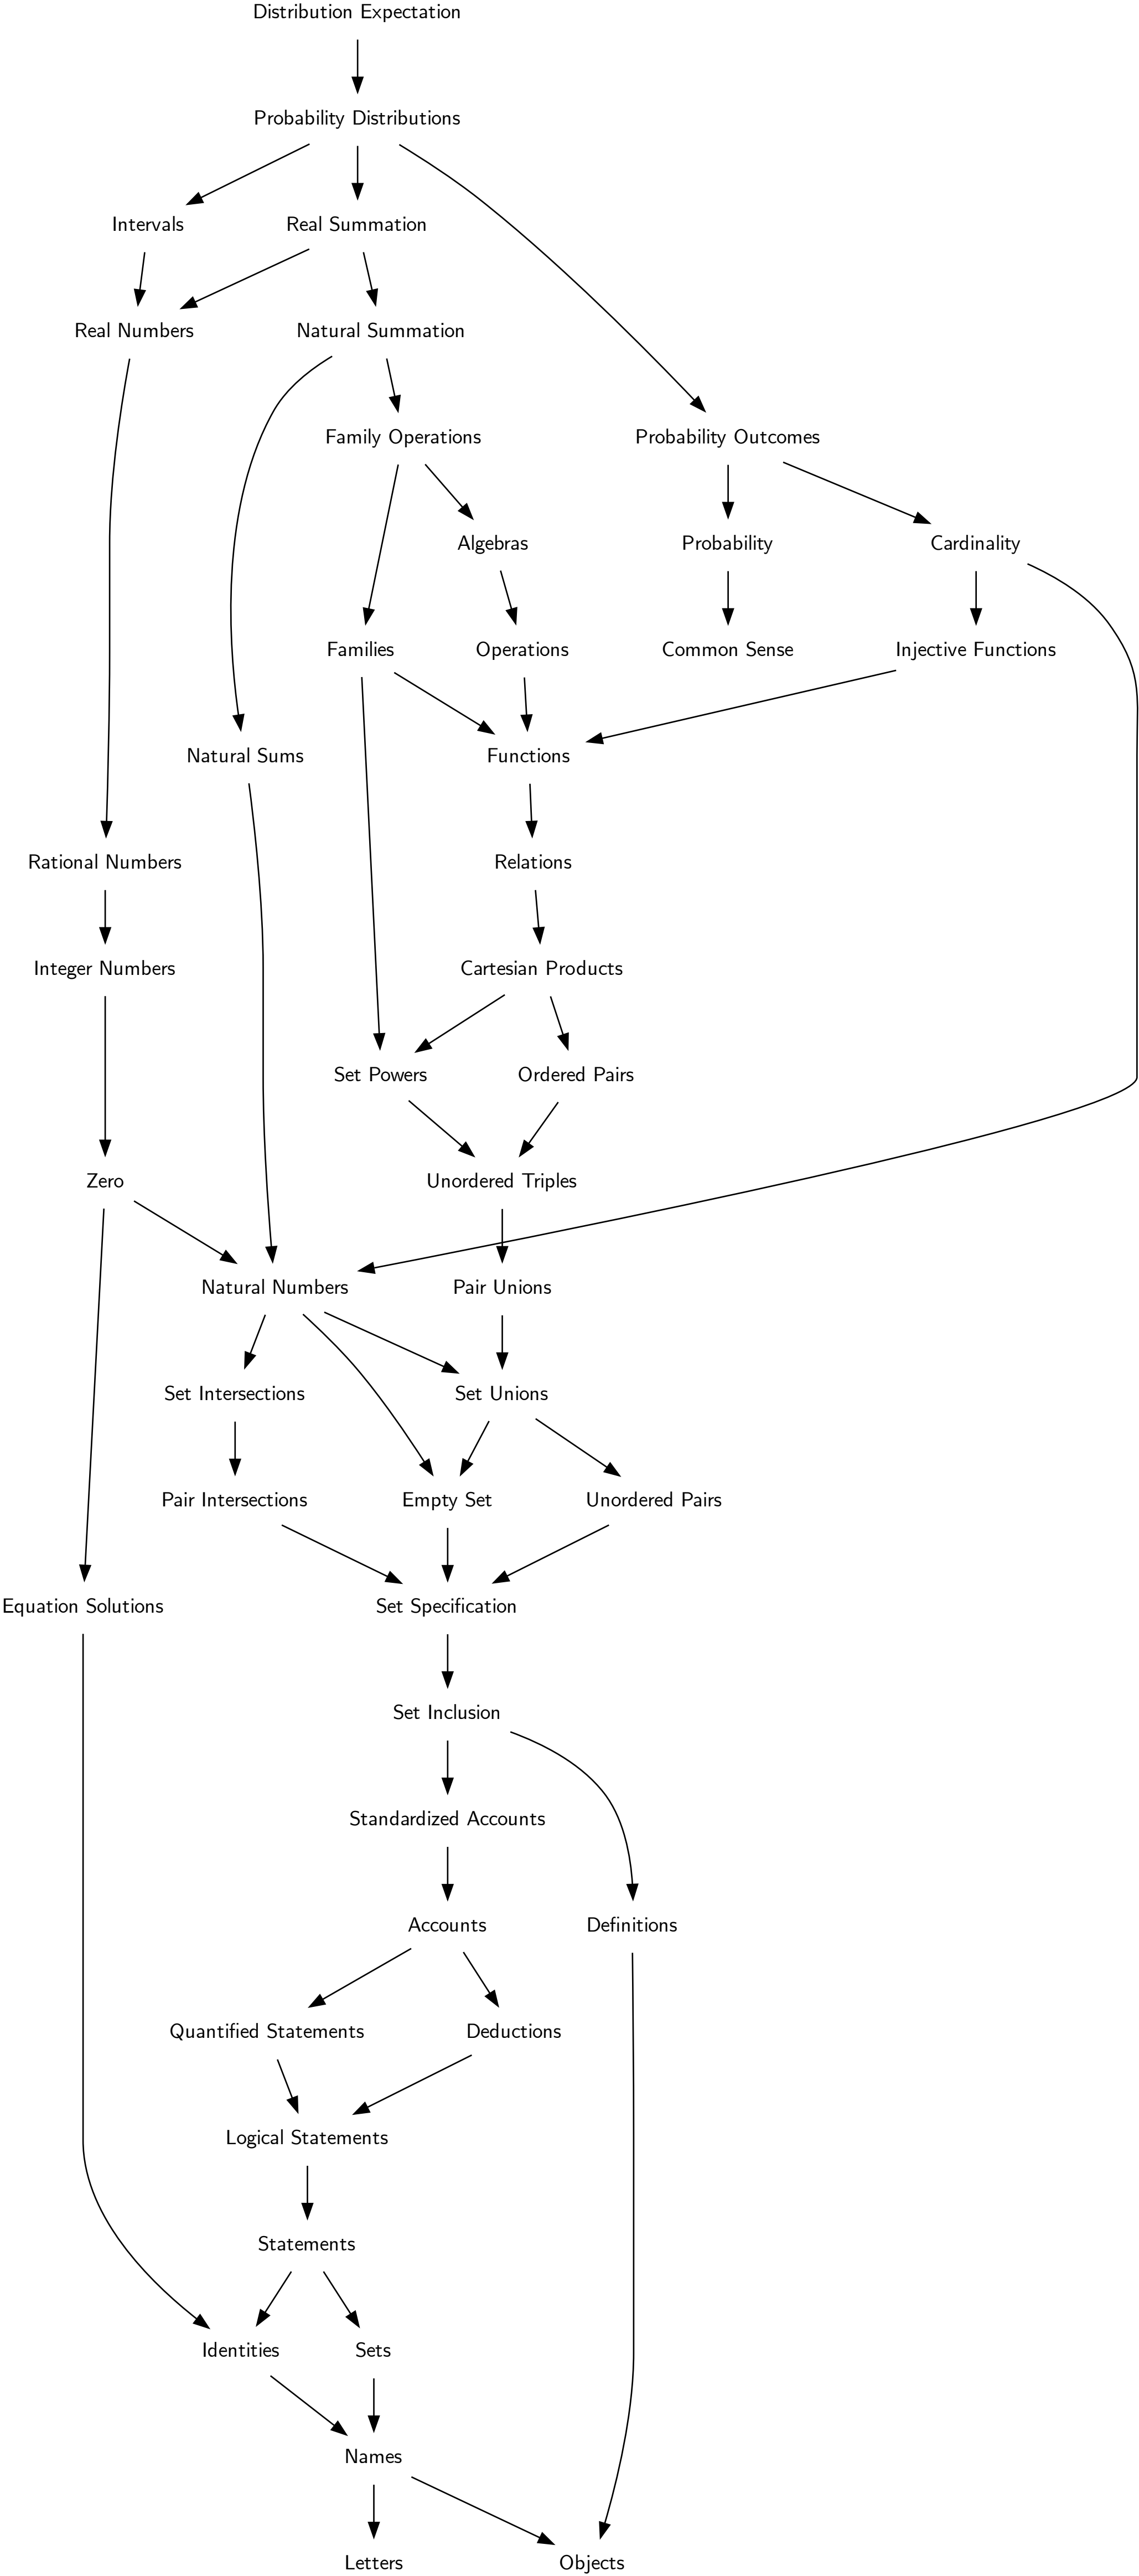 Distribution Expectation
Probability Distributions
Intervals
Real Summation
Real Numbers
Natural Summation
Family Operations
Probability Outcomes
Algebras
Probability
Cardinality
Families
Operations
Common Sense
Injective Functions
Natural Sums
Functions
Rational Numbers
Relations
Integer Numbers
Cartesian Products
Set Powers
Ordered Pairs
Zero
Unordered Triples
Natural Numbers
Pair Unions
Set Intersections
Set Unions
Pair Intersections
Empty Set
Unordered Pairs
Equation Solutions
Set Specification
Set Inclusion
Standardized Accounts
Accounts
Definitions
Quantified Statements
Deductions
Logical Statements
Statements
Identities
Sets
Names
Letters
Objects